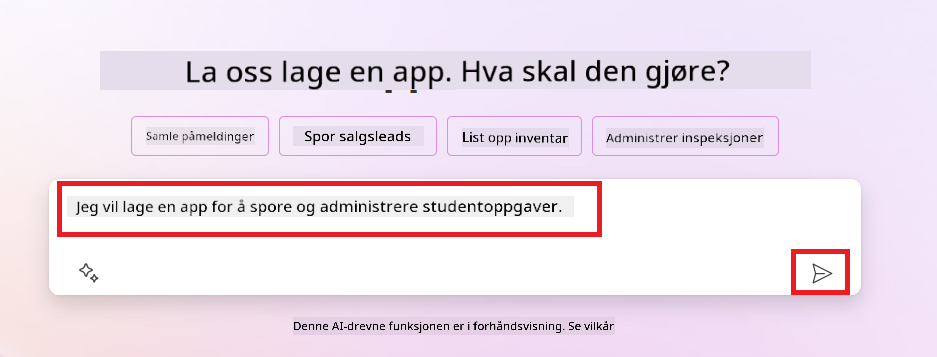 La oss lage en app. Hva skal den gjøre?
Samle påmeldinger
Spor salgsleads
List opp inventar
Administrer inspeksjoner
Jeg vil lage en app for å spore og administrere studentoppgaver.
Denne AI-drevne funksjonen er i forhåndsvisning. Se vilkår